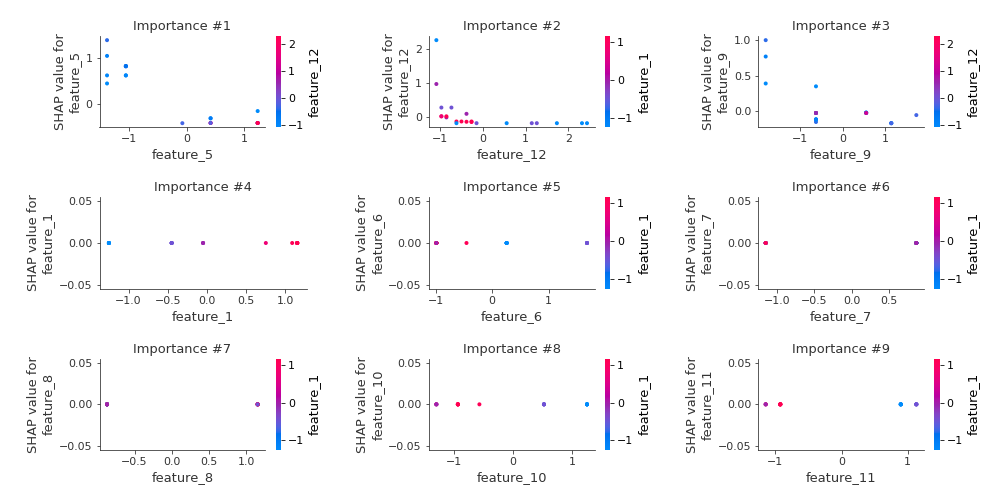 Importance #1
SHAP value for
feature_5
1
0
−1
0
1
feature_5
2
1
0
−1
feature_12
Importance #2
SHAP value for
feature_12
2
1
0
−1
0
1
2
feature_12
1
0
−1
feature_1
Importance #3
SHAP value for
feature_9
1.0
0.5
0.0
−1
0
1
feature_9
2
1
0
−1
feature_12
Importance #4
SHAP value for
feature_1
0.05
0.00
−0.05
−1.0
−0.5
0.0
0.5
1.0
feature_1
Importance #5
SHAP value for
feature_6
0.05
0.00
−0.05
−1
0
1
feature_6
1
0
−1
feature_1
Importance #6
SHAP value for
feature_7
0.05
0.00
−0.05
−1.0
−0.5
0.0
0.5
feature_7
1
0
−1
feature_1
Importance #7
SHAP value for
feature_8
0.05
0.00
−0.05
−0.5
0.0
0.5
1.0
feature_8
1
0
−1
feature_1
Importance #8
SHAP value for
feature_10
0.05
0.00
−0.05
−1
0
1
feature_10
1
0
−1
feature_1
Importance #9
SHAP value for
feature_11
0.05
0.00
−0.05
−1
0
1
feature_11
1
0
−1
feature_1